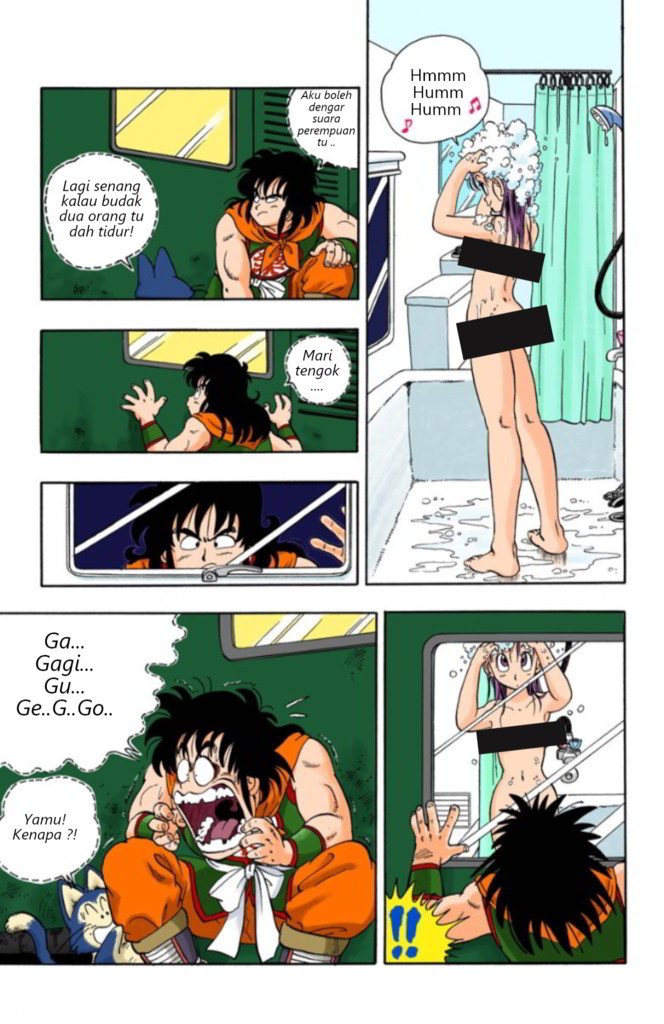 Hmmm
Humm
Humm
Aku boleh
dengar
suara
perempuan
tu ..
Lagi senang
kalau budak
dua orang tu
dah tidur!
Mari
tengok
....
Ga...
Gagi...
Gu...
Ge..G..Go..
Yamu!
Kenapa ?!
!!